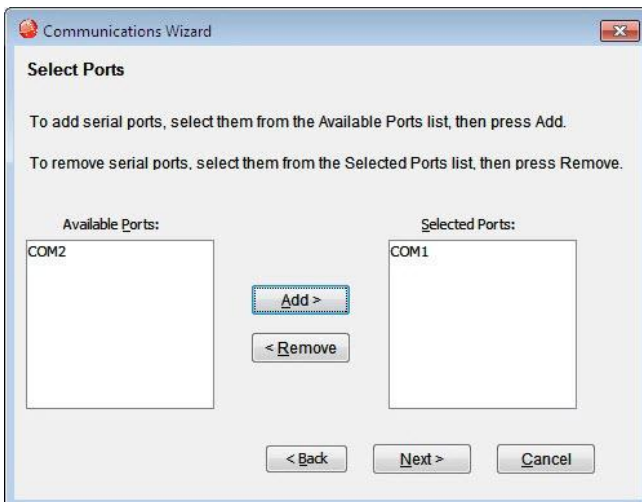 Communications Wizard
Select Ports
To add serial ports, select them from the Available Ports list, then press Add.
To remove serial ports, select them from the Selected Ports list, then press Remove.
Available Ports:
Selected Ports:
COM2
COM1
Add >
< Remove
< Back
Next >
Cancel